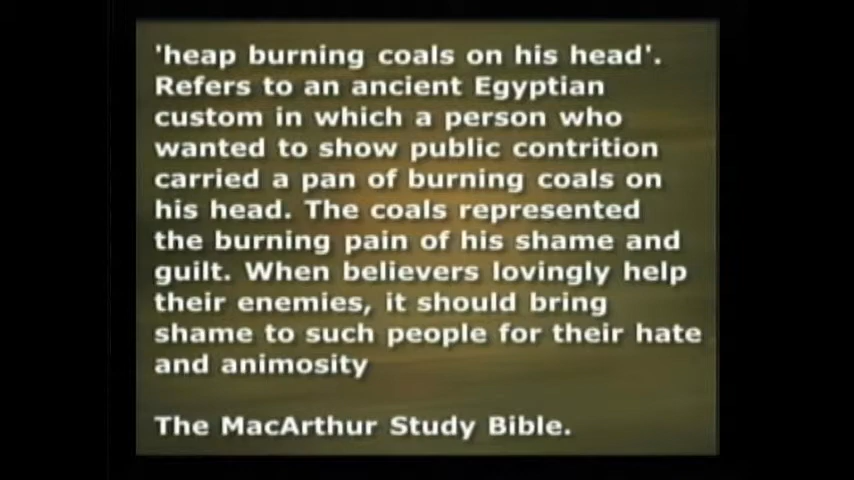 'heap burning coals on his head'.
Refers to an ancient Egyptian
custom in which a person who
wanted to show public contrition
carried a pan of burning coals on
his head. The coals represented
the burning pain of his shame and
guilt. When believers lovingly help
their enemies, it should bring
shame to such people for their hate
and animosity
The MacArthur Study Bible.